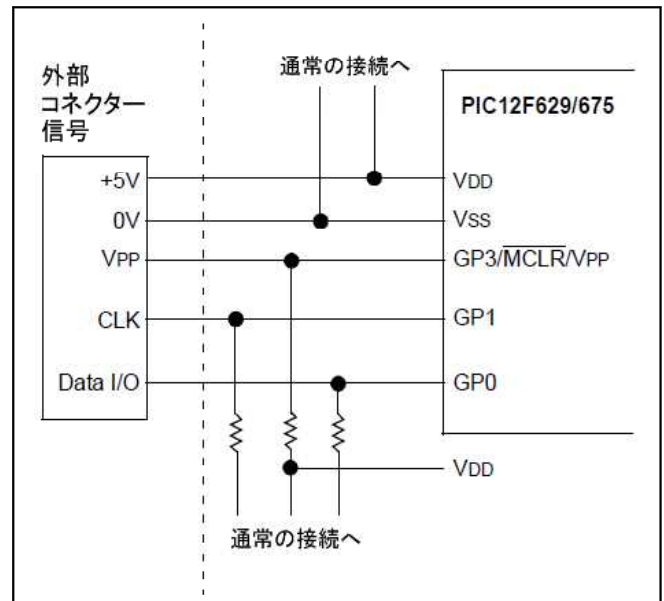 外部
コネクター
信号
通常の接続へ
PIC12F629/675
+5V
VDD
0V
VSS
VPP
GP3/MCLR/VPP
CLK
GP1
Data I/O
GP0
VDD
通常の接続へ